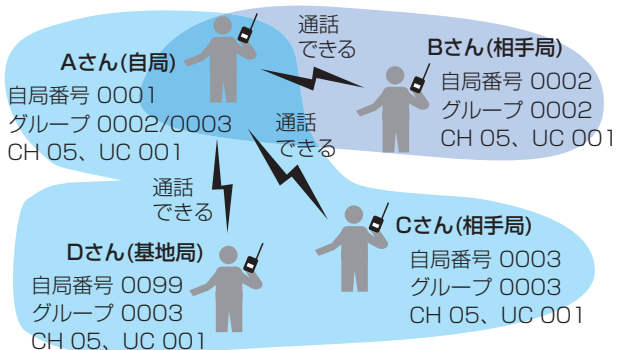 Aさん(自局)
自局番号 0001
グループ 0002/0003
CH 05、UC 001
通話
できる
Bさん(相手局)
自局番号 0002
グループ 0002
CH 05、UC 001
通話
できる
通話
できる
Cさん(相手局)
自局番号 0003
グループ 0003
CH 05、UC 001
Dさん(基地局)
自局番号 0099
グループ 0003
CH 05、UC 001